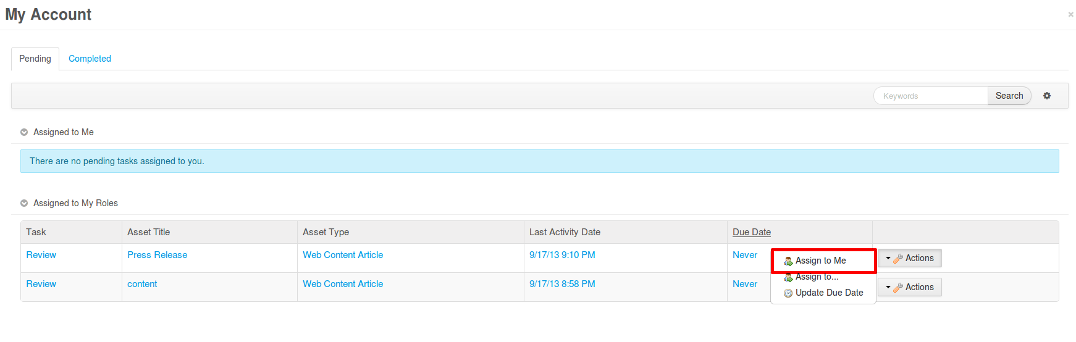 My Account
×
Pending Completed
Keywords Search
Assigned to Me
There are no pending tasks assigned to you.
Assigned to My Roles
Task Asset Title Asset Type Last Activity Date Due Date
Review Press Release Web Content Article 9/17/13 9:10 PM Never Actions
Assign to Me
Assign to...
Update Due Date
Review content Web Content Article 9/17/13 8:58 PM Never Actions